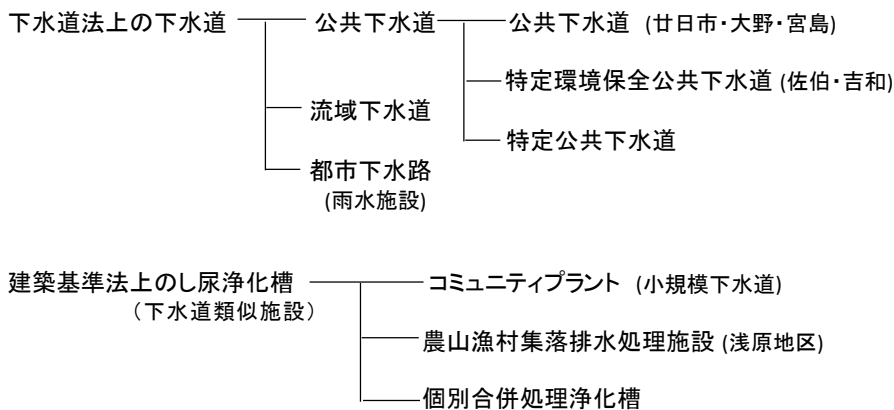 下水道法上の下水道 公共下水道 公共下水道 (廿日市・大野・宮島)
特定環境保全公共下水道 (佐伯・吉和)
流域下水道
特定公共下水道
都市下水路
(雨水施設)
建築基準法上のし尿浄化槽 コミュニティプラント (小規模下水道)
(下水道類似施設)
農山漁村集落排水処理施設 (浅原地区)
個別合併処理浄化槽